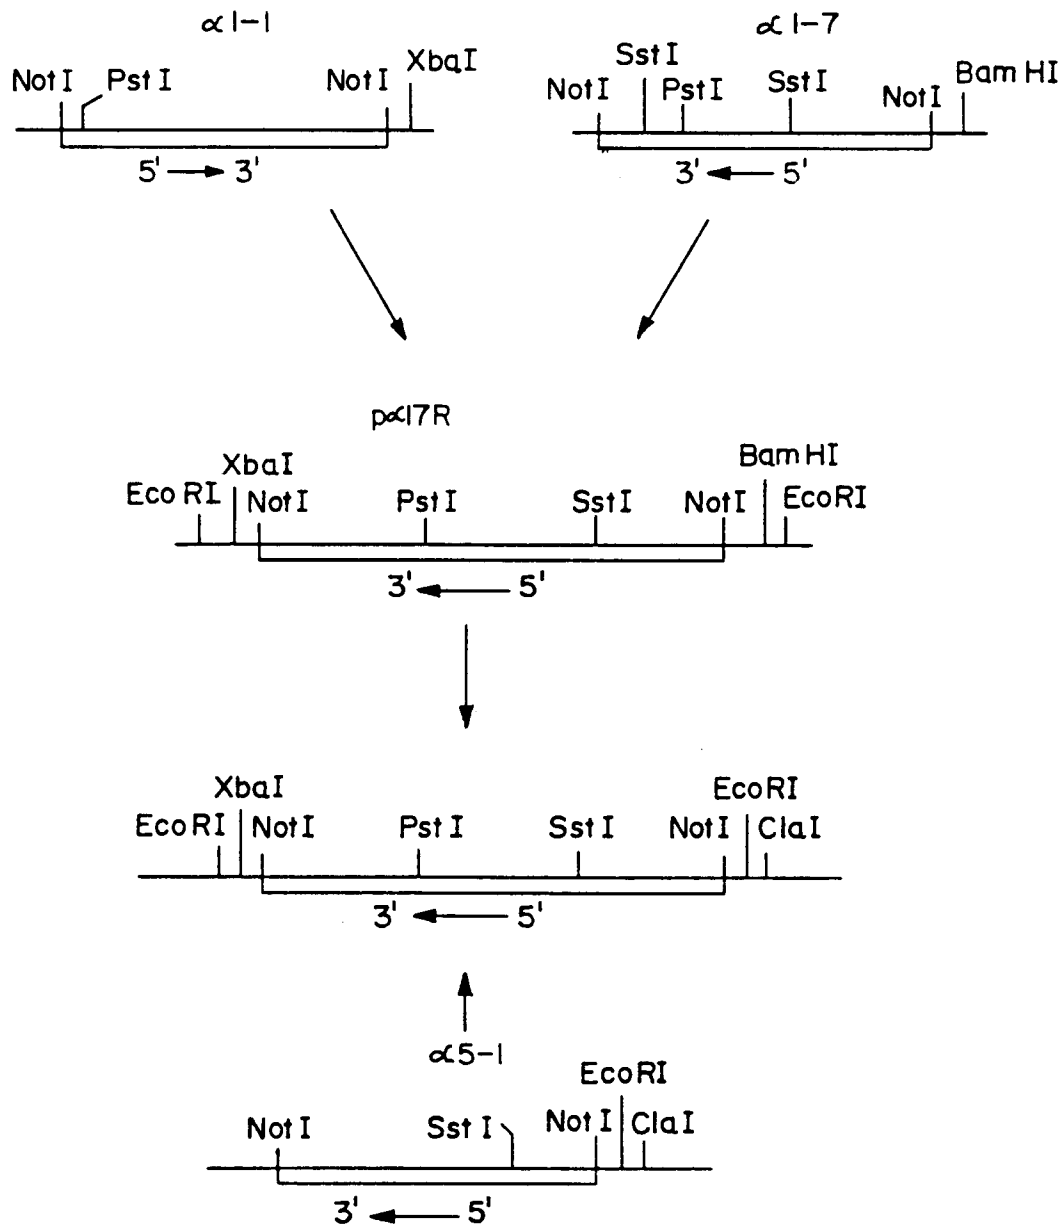 α1-1
NotI PstI NotI XbaI
5' 3'
α1-7
NotI SstI PstI SstI NotI BamHI
3' 5'
pα17R
EcoRI XbaI NotI PstI SstI NotI BamHI EcoRI
3' 5'
EcoRI XbaI NotI PstI SstI NotI EcoRI ClaI
3' 5'
α5-1
NotI SstI NotI EcoRI ClaI
3' 5'